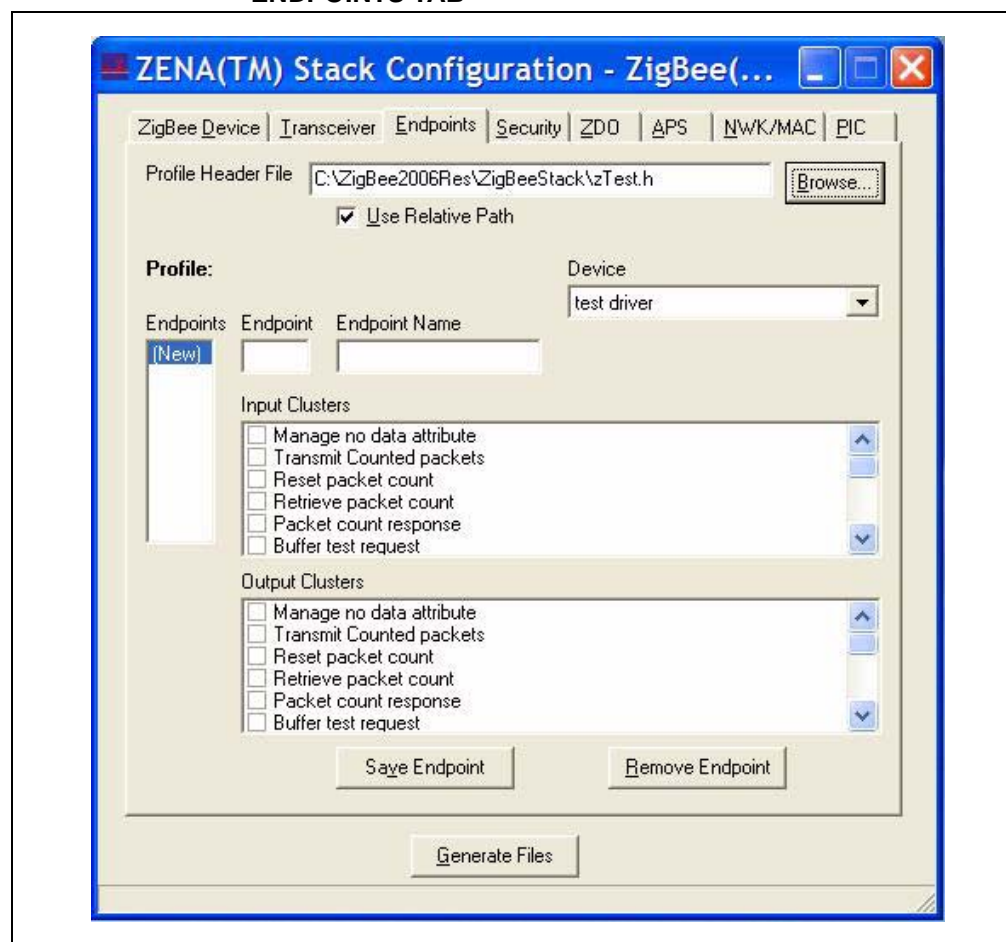 ENDPOINTS TAB
ZENA(TM) Stack Configuration - ZigBee(...
ZigBee Device Transceiver Endpoints Security ZDO APS NWK/MAC PIC
Profile Header File C:\ZigBee2006Res\ZigBeeStack\zTest.h Browse...
Use Relative Path
Profile: Device
test driver
Endpoints Endpoint Endpoint Name
(New)
Input Clusters
Manage no data attribute
Transmit Counted packets
Reset packet count
Retrieve packet count
Packet count response
Buffer test request
Output Clusters
Manage no data attribute
Transmit Counted packets
Reset packet count
Retrieve packet count
Packet count response
Buffer test request
Save Endpoint Remove Endpoint
Generate Files